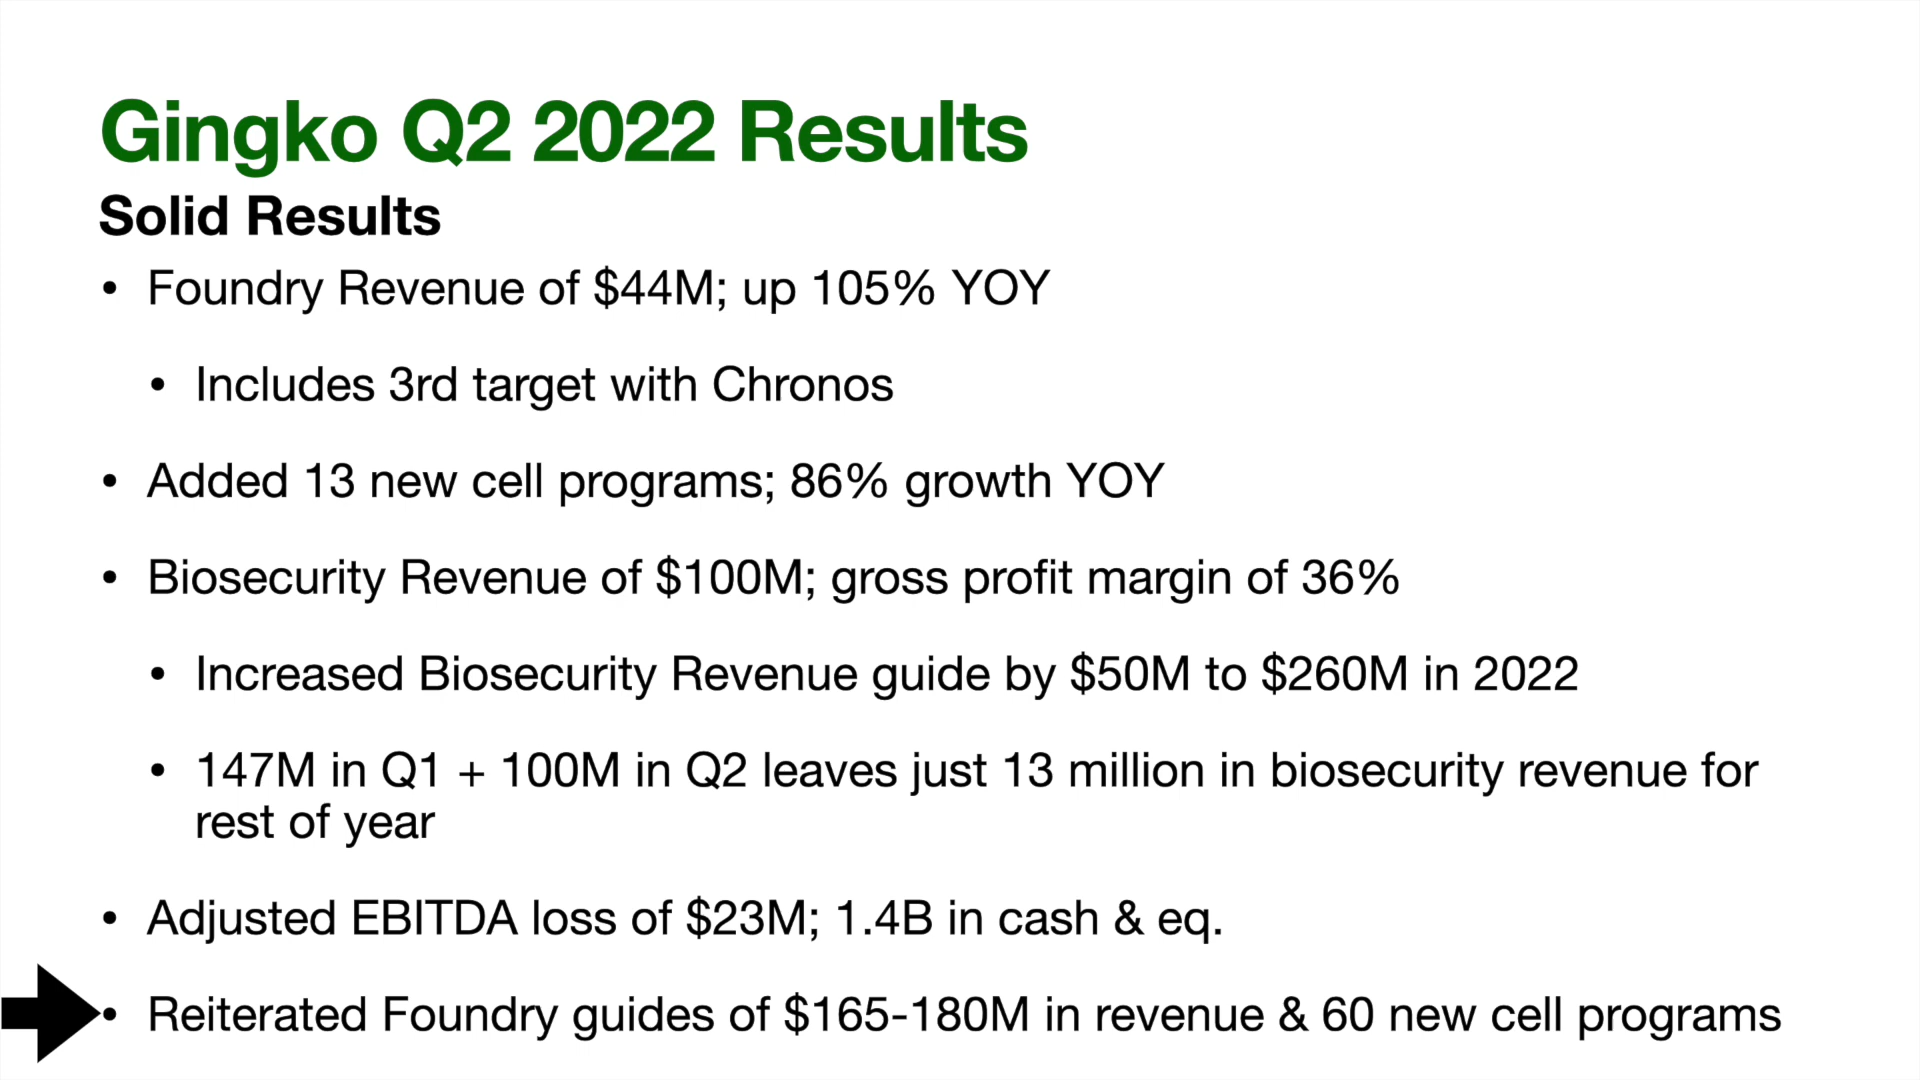 Gingko Q2 2022 Results
Solid Results
• Foundry Revenue of $44M; up 105% YOY
• Includes 3rd target with Chronos
• Added 13 new cell programs; 86% growth YOY
• Biosecurity Revenue of $100M; gross profit margin of 36%
• Increased Biosecurity Revenue guide by $50M to $260M in 2022
• 147M in Q1 + 100M in Q2 leaves just 13 million in biosecurity revenue for
rest of year
• Adjusted EBITDA loss of $23M; 1.4B in cash & eq.
• Reiterated Foundry guides of $165-180M in revenue & 60 new cell programs